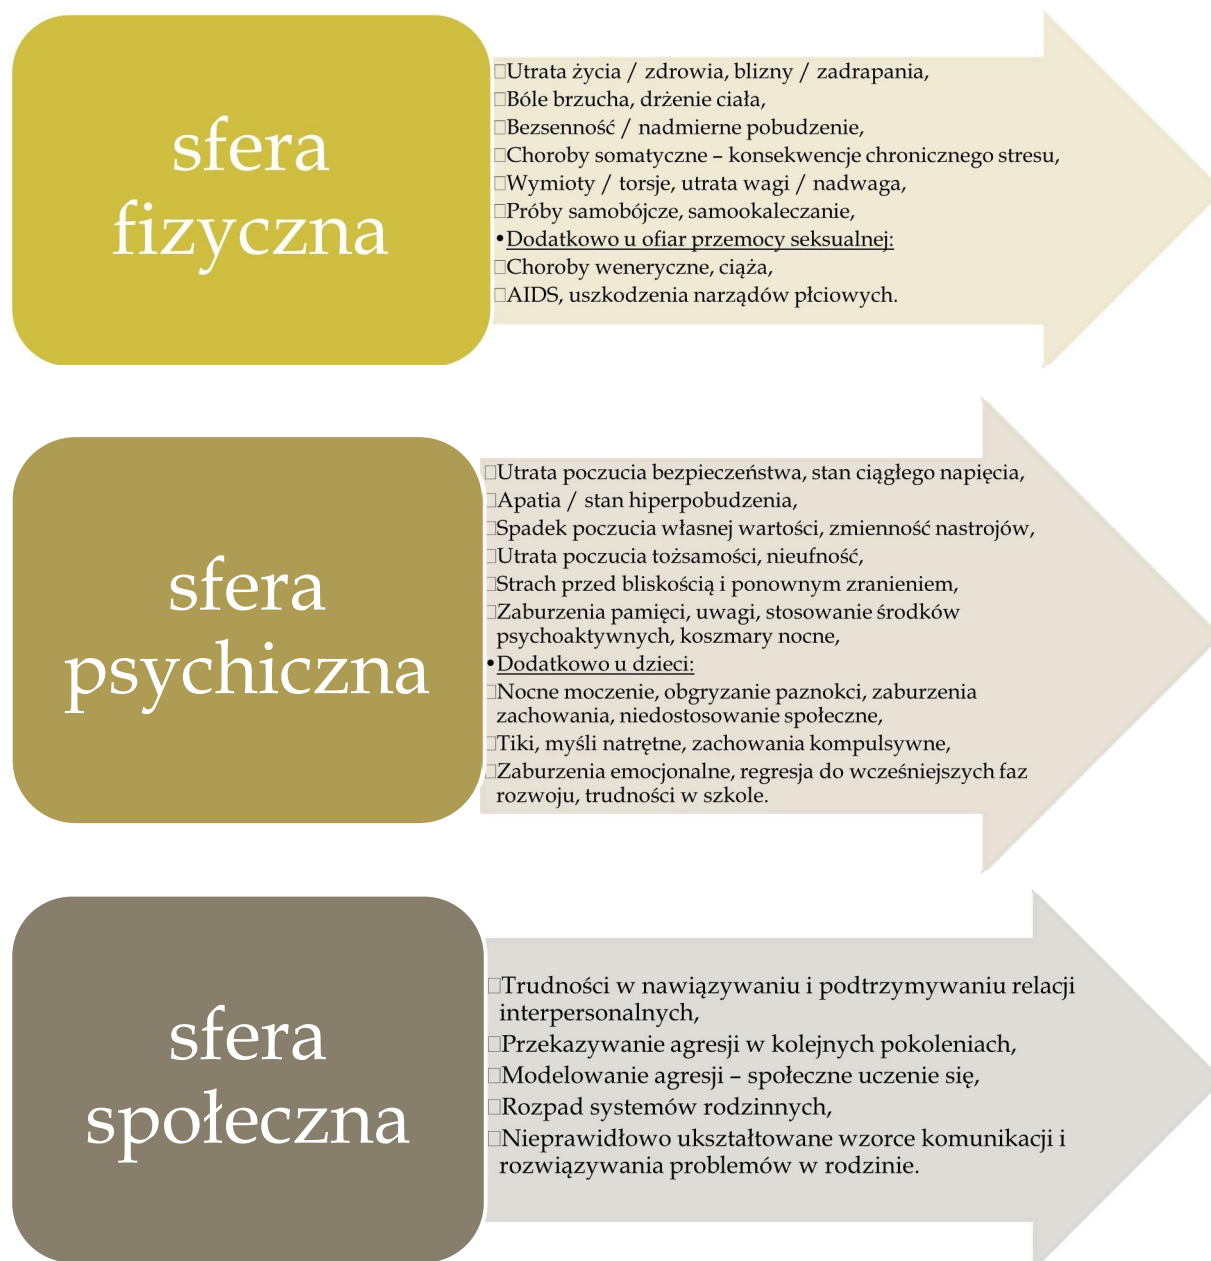 sfera
fizyczna
□Utrata życia / zdrowia, blizny / zadrapania,
□Bóle brzucha, drżenie ciała,
□Bezsenność / nadmierne pobudzenie,
□Choroby somatyczne – konsekwencje chronicznego stresu,
□Wymioty / torsje, utrata wagi / nadwaga,
□Próby samobójcze, samookaleczanie,
•Dodatkowo u ofiar przemocy seksualnej:
□Choroby weneryczne, ciąża,
□AIDS, uszkodzenia narządów płciowych.
sfera
psychiczna
□Utrata poczucia bezpieczeństwa, stan ciągłego napięcia,
□Apatia / stan hiperpobudzenia,
□Spadek poczucia własnej wartości, zmienność nastrojów,
□Utrata poczucia tożsamości, nieufność,
□Strach przed bliskością i ponownym zranieniem,
□Zaburzenia pamięci, uwagi, stosowanie środków
psychoaktywnych, koszmary nocne,
•Dodatkowo u dzieci:
□Nocne moczenie, obgryzanie paznokci, zaburzenia
zachowania, niedostosowanie społeczne,
□Tiki, myśli natrętne, zachowania kompulsywne,
□Zaburzenia emocjonalne, regresja do wcześniejszych faz
rozwoju, trudności w szkole.
sfera
społeczna
□Trudności w nawiązywaniu i podtrzymywaniu relacji
interpersonalnych,
□Przekazywanie agresji w kolejnych pokoleniach,
□Modelowanie agresji – społeczne uczenie się,
□Rozpad systemów rodzinnych,
□Nieprawidłowo ukształtowane wzorce komunikacji i
rozwiązywania problemów w rodzinie.